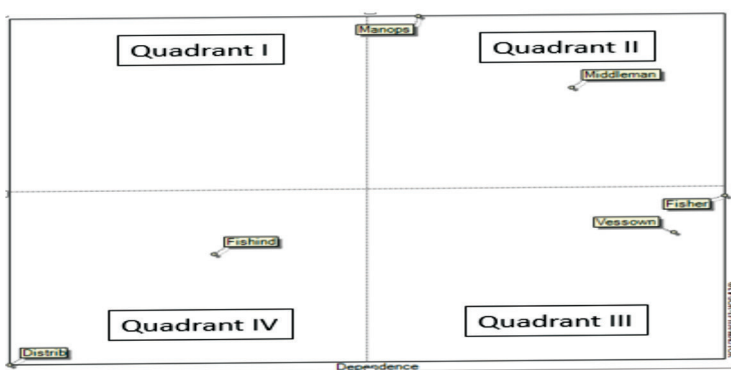 Manops
Quadrant I
Quadrant II
Middleman
Fisher
Vessown
Fishind
Quadrant IV
Quadrant III
Distrib
Dependence